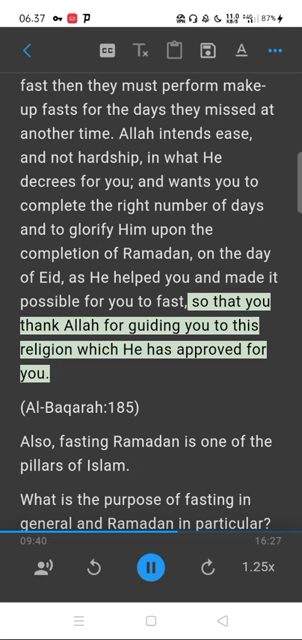 06.37
11.0
KB/s
87%
CC
fast then they must perform make-
up fasts for the days they missed at
another time. Allah intends ease,
and not hardship, in what He
decrees for you; and wants you to
complete the right number of days
and to glorify Him upon the
completion of Ramadan, on the day
of Eid, as He helped you and made it
possible for you to fast, so that you
thank Allah for guiding you to this
religion which He has approved for
you.
(Al-Baqarah:185)
Also, fasting Ramadan is one of the
pillars of Islam.
What is the purpose of fasting in
general and Ramadan in particular?
09:40
16:27
1.25x